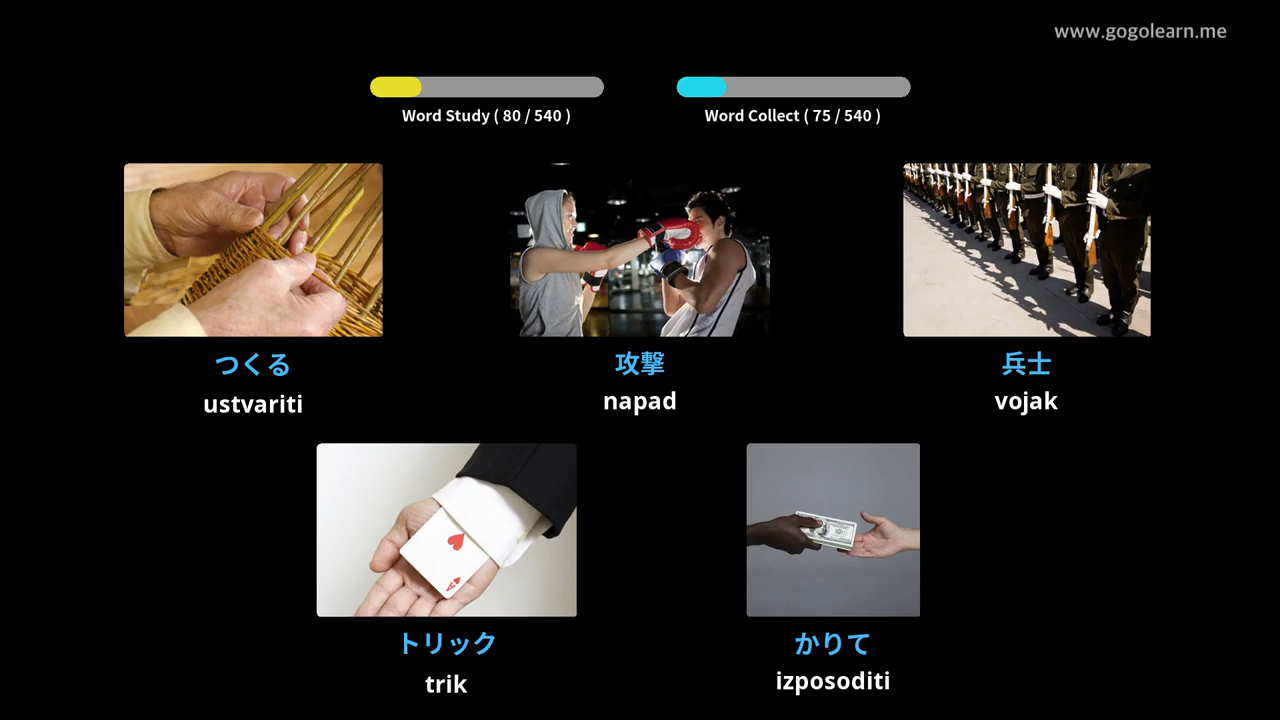 www.gogolearn.me
Word Study ( 80 / 540 )
Word Collect ( 75 / 540 )
つくる
ustvariti
攻撃
napad
兵士
vojak
トリック
trik
かりて
izposoditi